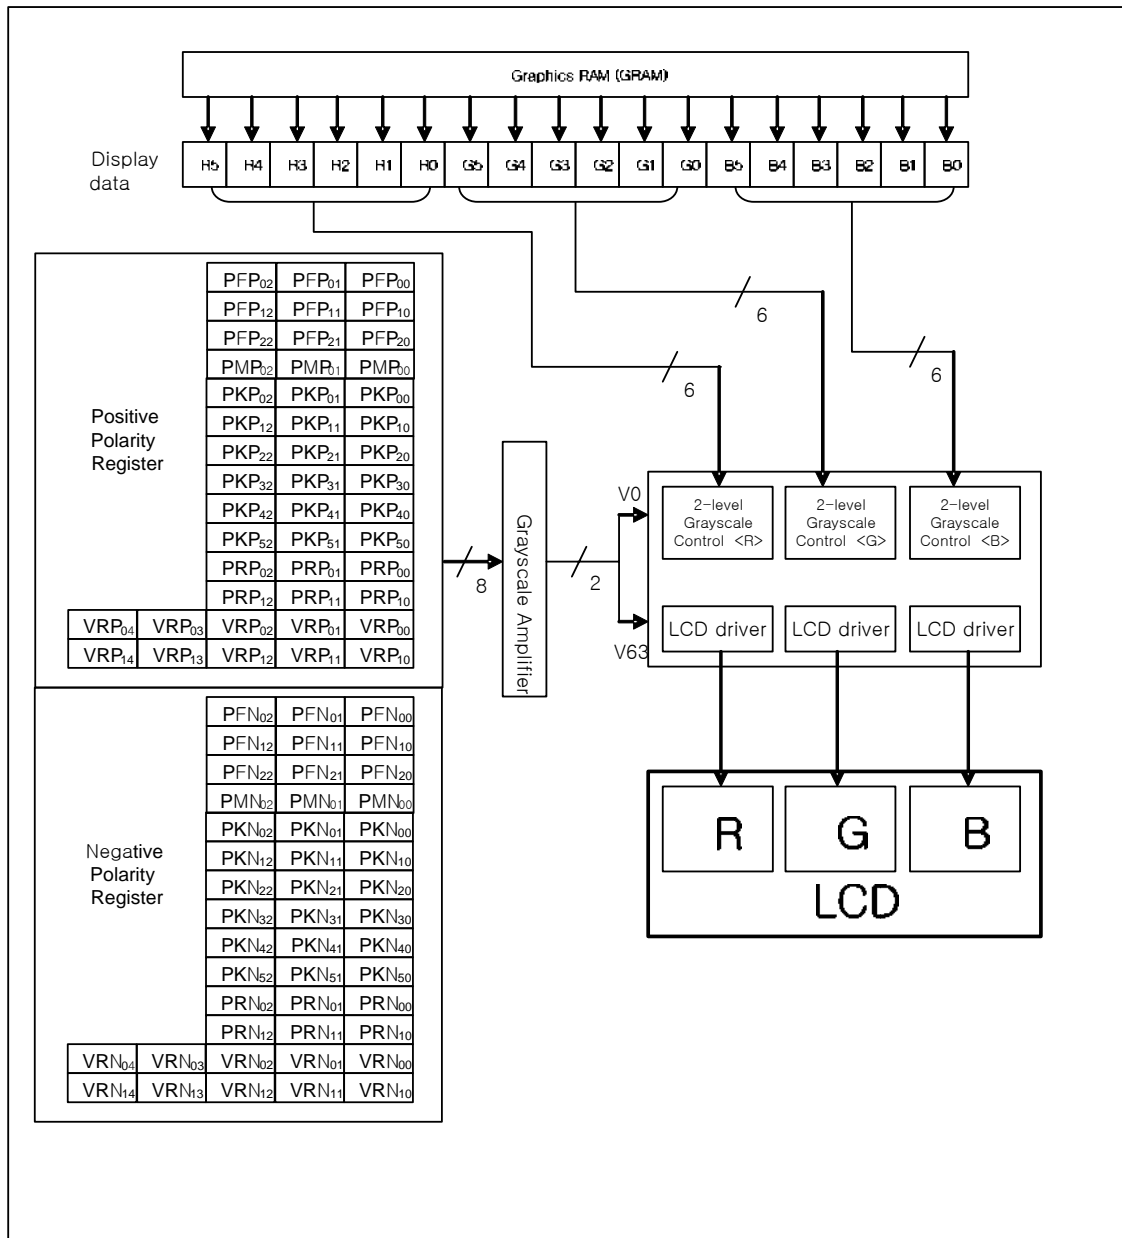 Graphics RAM (GRAM)
Display
data
R5 R4 R3 R2 R1 R0 G5 G4 G3 G2 G1 G0 B5 B4 B3 B2 B1 B0
6
6
6
Positive
Polarity
Register
PFP02 PFP01 PFP00
PFP12 PFP11 PFP10
PFP22 PFP21 PFP20
PMP02 PMP01 PMP00
PKP02 PKP01 PKP00
PKP12 PKP11 PKP10
PKP22 PKP21 PKP20
PKP32 PKP31 PKP30
PKP42 PKP41 PKP40
PKP52 PKP51 PKP50
PRP02 PRP01 PRP00
PRP12 PRP11 PRP10
VRP04 VRP03 VRP02 VRP01 VRP00
VRP14 VRP13 VRP12 VRP11 VRP10
Negative
Polarity
Register
PFN02 PFN01 PFN00
PFN12 PFN11 PFN10
PFN22 PFN21 PFN20
PMN02 PMN01 PMN00
PKN02 PKN01 PKN00
PKN12 PKN11 PKN10
PKN22 PKN21 PKN20
PKN32 PKN31 PKN30
PKN42 PKN41 PKN40
PKN52 PKN51 PKN50
PRN02 PRN01 PRN00
PRN12 PRN11 PRN10
VRN04 VRN03 VRN02 VRN01 VRN00
VRN14 VRN13 VRN12 VRN11 VRN10
8
Grayscale Amplifier
2
V0
V63
2-level
Grayscale
Control <R>
2-level
Grayscale
Control <G>
2-level
Grayscale
Control <B>
LCD driver LCD driver LCD driver
R G B
LCD